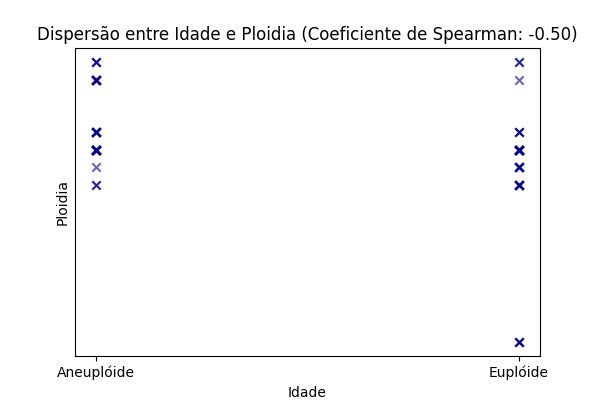 Dispersão entre Idade e Ploidia (Coeficiente de Spearman: -0.50)
Ploidia
Aneuplóide
Euplóide
Idade